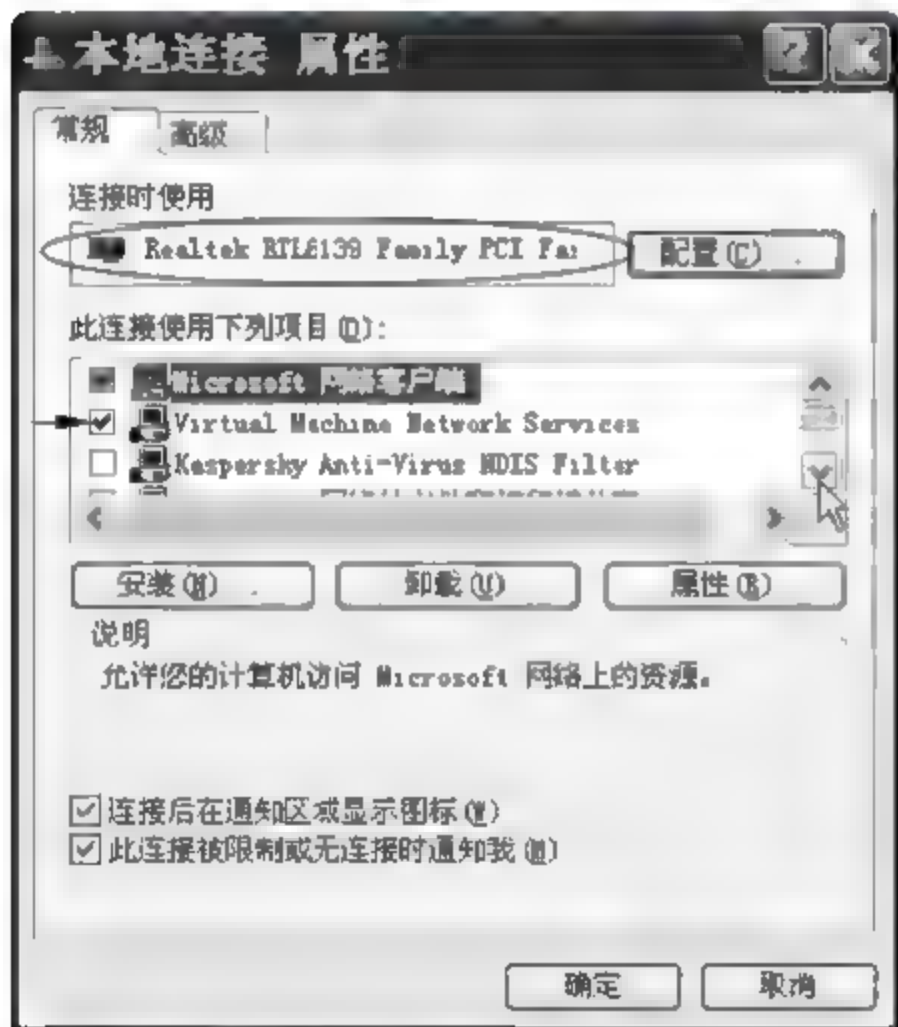 本地连接 属性
常规 高级
连接时使用
Realtek RTL8139 Family PCI Fa: 配置(C)
此连接使用下列项目(O):
Microsoft 网络客户端
Virtual Machine Network Services
Kaspersky Anti-Virus NDIS Filter
安装(N) 卸载(U) 属性(R)
说明
允许您的计算机访问 Microsoft 网络上的资源。
连接后在通知区域显示图标(W)
此连接被限制或无连接时通知我(M)
确定 取消